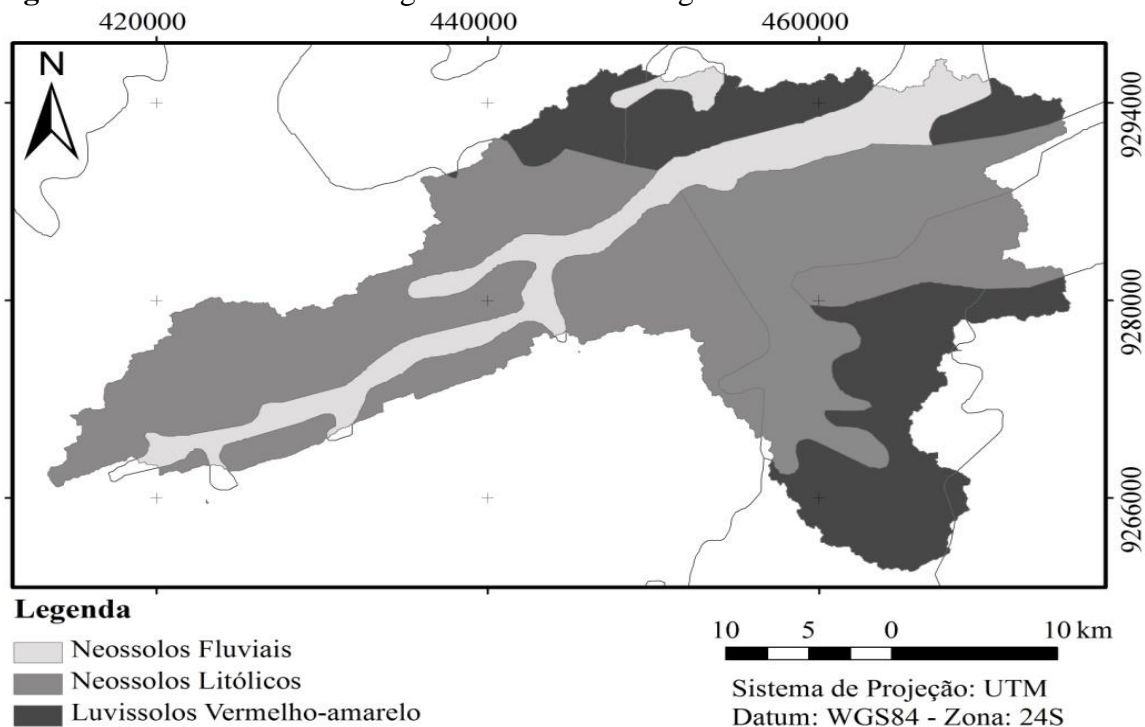 420000 440000 460000
N
9294000
9280000
9266000
Legenda
Neossolos Fluviais
Neossolos Litólicos
Luvissolos Vermelho-amarelo
10 5 0 10 km
Sistema de Projeção: UTM
Datum: WGS84 - Zona: 24S